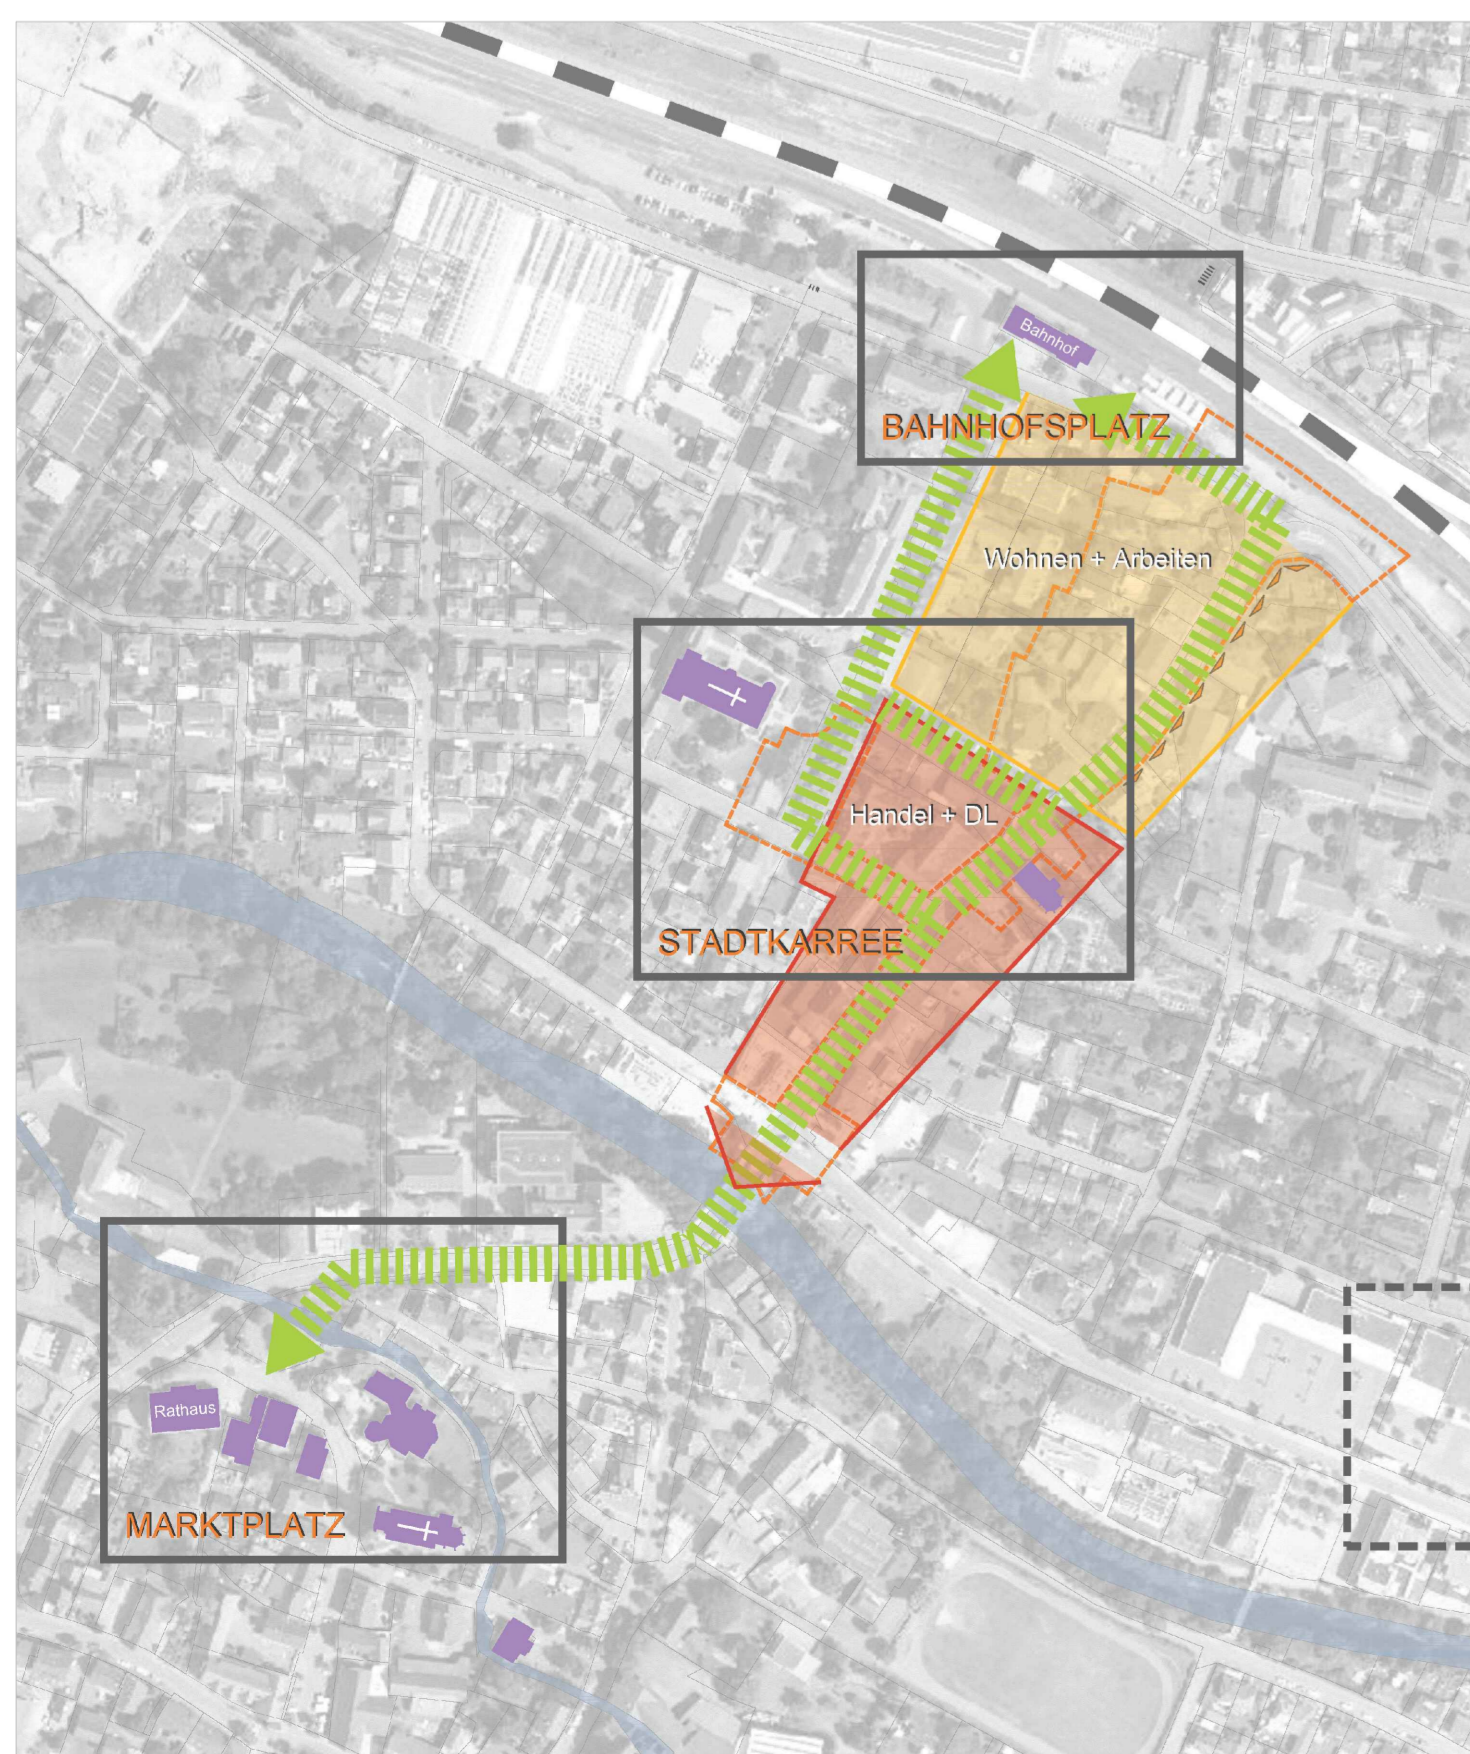 Bahnhof
BAHNHOFSPLATZ
Wohnen + Arbeiten
Handel + DL
STADTKARREE
Rathaus
MARKTPLATZ